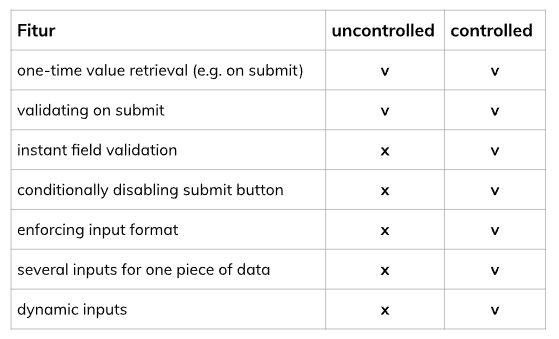 Fitur uncontrolled controlled
one-time value retrieval (e.g. on submit) v v
validating on submit v v
instant field validation x v
conditionally disabling submit button x v
enforcing input format x v
several inputs for one piece of data x v
dynamic inputs x v